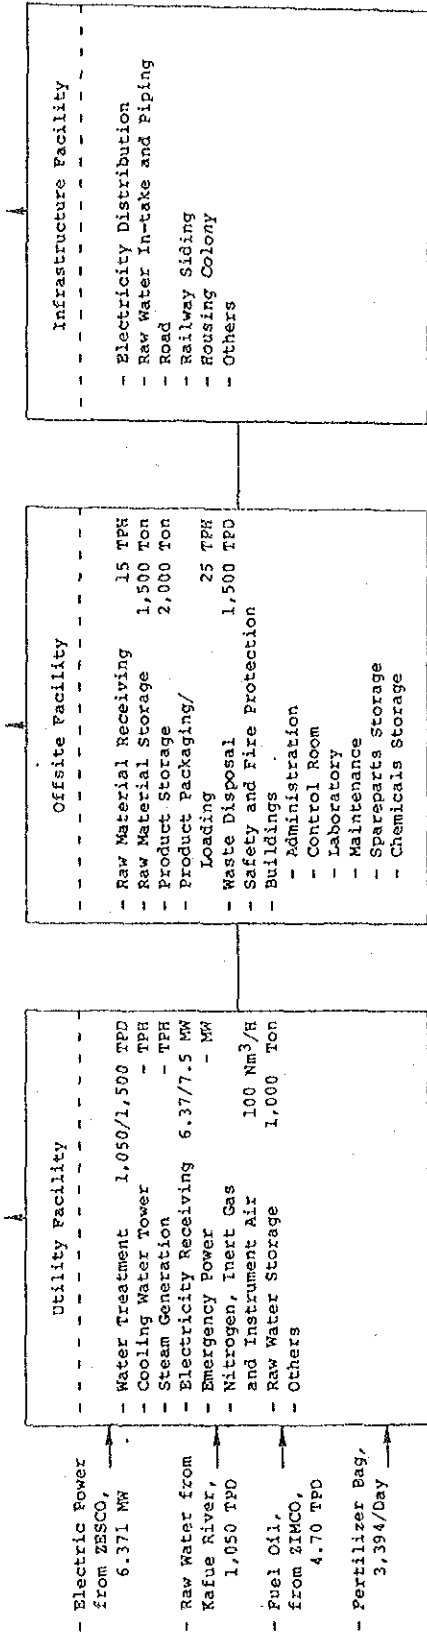 - Electric Power
from ZESCO,
6.371 MW
- Raw Water from
Kafue River,
1,050 TPD
- Fuel Oil,
from ZIMCO,
4.70 TPD
- Fertilizer Bag,
3,394/Day
Utility Facility
- Water Treatment 1,050/1,500 TPD
- Cooling Water Tower - TPH
- Steam Generation - TPH
- Electricity Receiving 6.37/7.5 MW
- Emergency Power - MW
- Nitrogen, Inert Gas
and Instrument Air 100 Nm³/H
- Raw Water Storage 1,000 Ton
- Others
Offsite Facility
- Raw Material Receiving 15 TPH
- Raw Material Storage 1,500 Ton
- Product Storage 2,000 Ton
- Product Packaging/
Loading 25 TPH
- Waste Disposal 1,500 TPD
- Safety and Fire Protection
- Buildings
- Administration
- Control Room
- Laboratory
- Maintenance
- Spareparts Storage
- Chemicals Storage
Infrastructure Facility
- Electricity Distribution
- Raw Water In-take and Piping
- Road
- Railway Siding
- Housing Colony
- Others